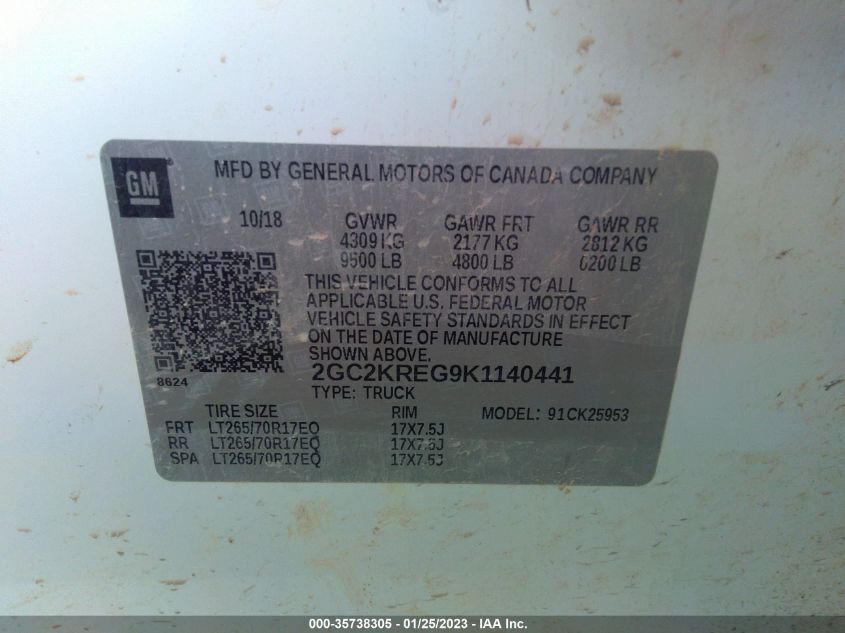 GM
MFD BY GENERAL MOTORS OF CANADA COMPANY
10/18 GVWR GAWR FRT GAWR RR
4309 KG 2177 KG 2812 KG
9500 LB 4800 LB 6200 LB
THIS VEHICLE CONFORMS TO ALL
APPLICABLE U.S. FEDERAL MOTOR
VEHICLE SAFETY STANDARDS IN EFFECT
ON THE DATE OF MANUFACTURE
SHOWN ABOVE.
8624 2GC2KREG9K1140441
TYPE: TRUCK
TIRE SIZE RIM MODEL: 91CK25953
FRT LT265/70R17EQ 17X7.5J
RR LT265/70R17EQ 17X7.5J
SPA LT265/70R17EQ 17X7.5J
000-35738305 - 01/25/2023 - IAA Inc.